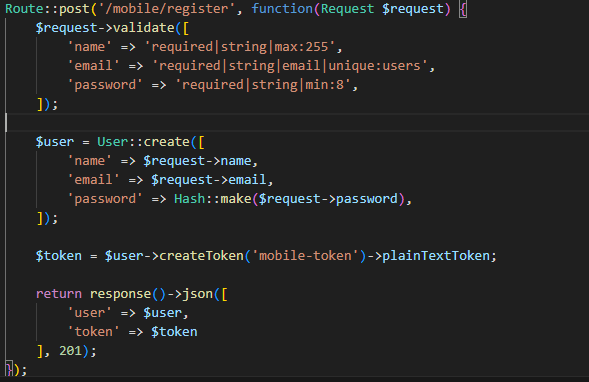 Route::post('/mobile/register', function(Request $request) {
    $request->validate([
        'name' => 'required|string|max:255',
        'email' => 'required|string|email|unique:users',
        'password' => 'required|string|min:8',
    ]);

    $user = User::create([
        'name' => $request->name,
        'email' => $request->email,
        'password' => Hash::make($request->password),
    ]);

    $token = $user->createToken('mobile-token')->plainTextToken;

    return response()->json([
        'user' => $user,
        'token' => $token
    ], 201);
});